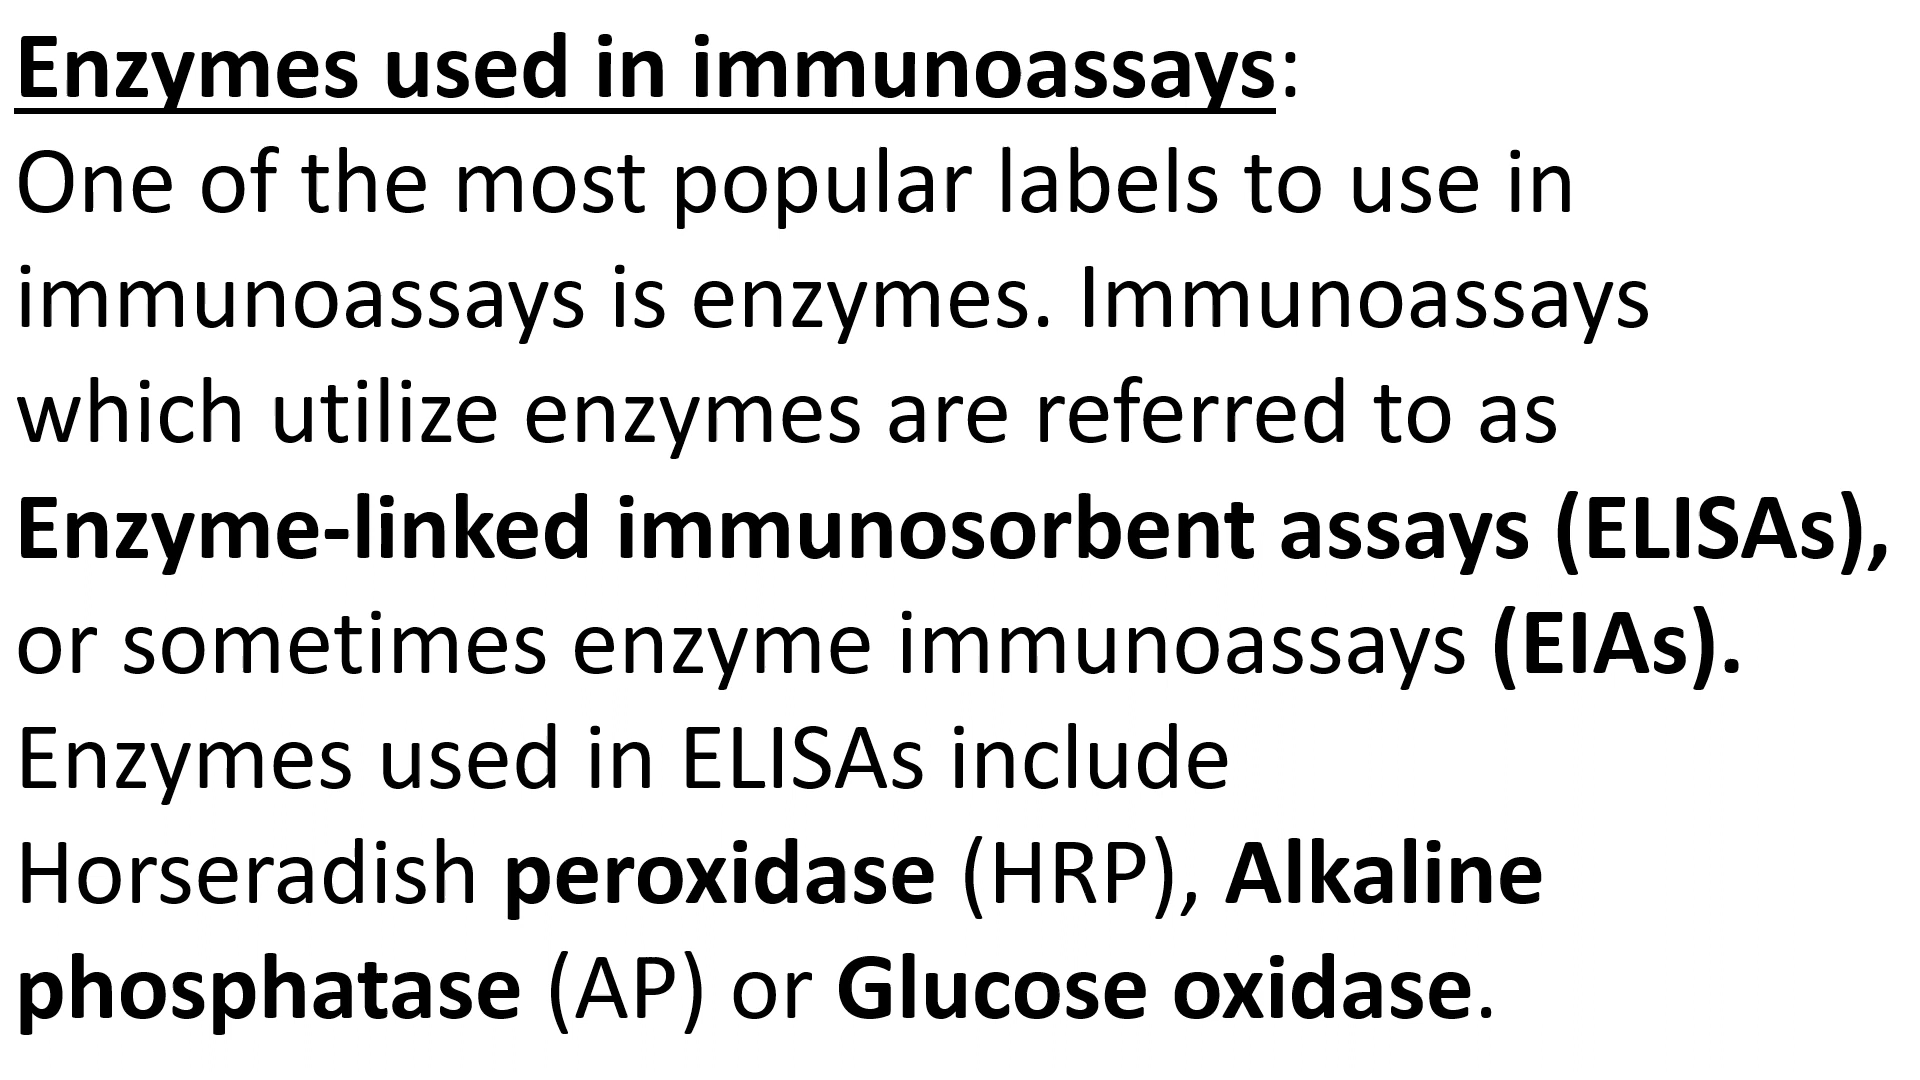 Enzymes used in immunoassays:
One of the most popular labels to use in
immunoassays is enzymes. Immunoassays
which utilize enzymes are referred to as
Enzyme-linked immunosorbent assays (ELISAs),
or sometimes enzyme immunoassays (EIAs).
Enzymes used in ELISAs include
Horseradish peroxidase (HRP), Alkaline
phosphatase (AP) or Glucose oxidase.